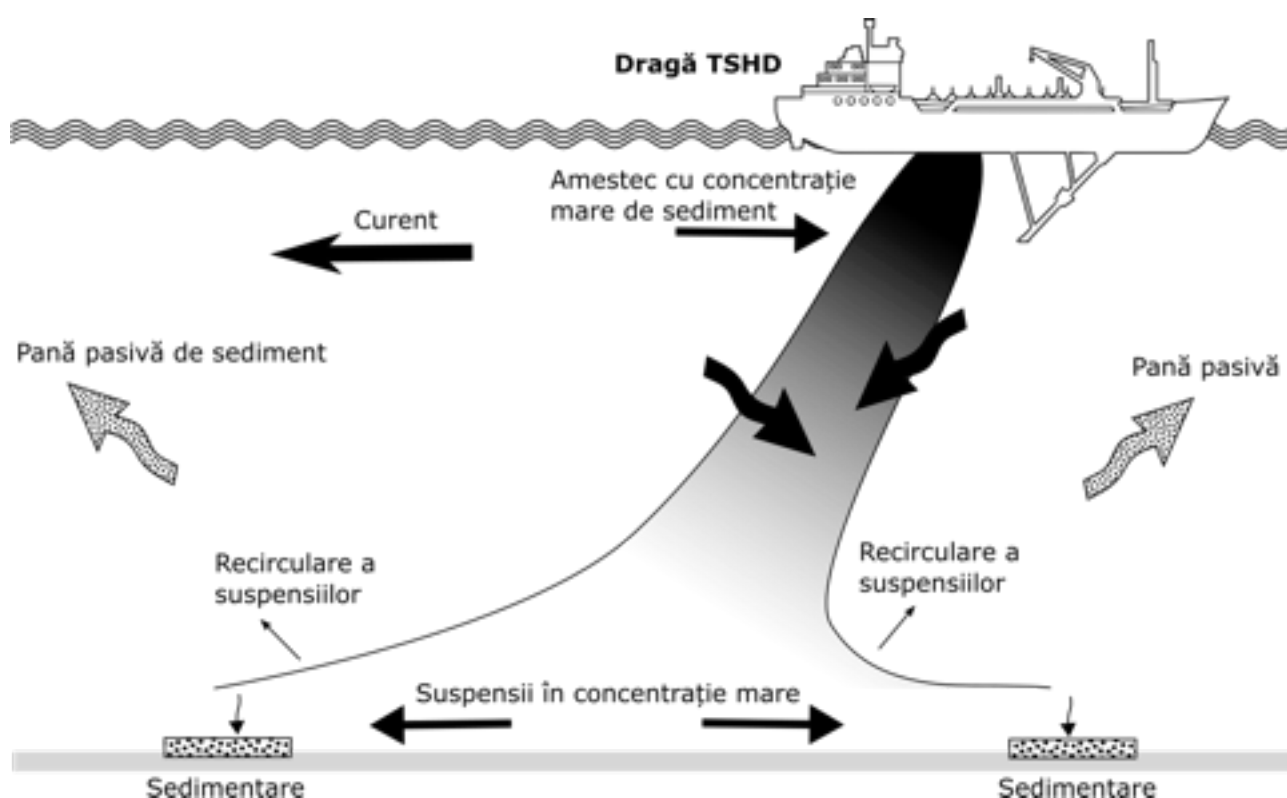 Dragă TSHD
Amestec cu concentrație
mare de sediment
Curent
Pană pasivă de sediment
Pană pasivă
Recirculare a
suspensiilor
Recirculare a
suspensiilor
Suspensii în concentrație mare
Sedimentare
Sedimentare